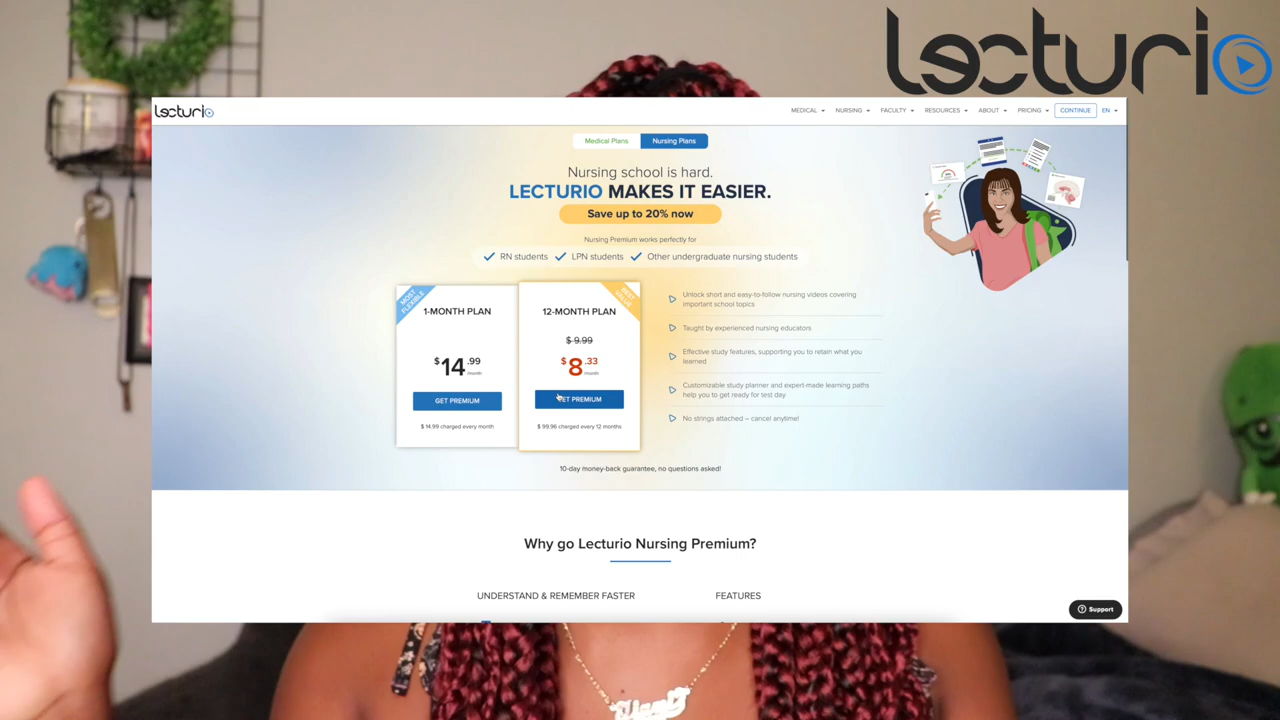 Lecturio
Lecturio
MEDICAL NURSING FACULTY RESOURCES ABOUT PRICING CONTINUE EN
Medical Plans Nursing Plans
Nursing school is hard.
LECTURIO MAKES IT EASIER.
Save up to 20% now
Nursing Premium works perfectly for
RN students LPN students Other undergraduate nursing students
MOST FLEXIBLE
1-MONTH PLAN
$14.99
/month
GET PREMIUM
$ 14.99 charged every month
BEST VALUE
12-MONTH PLAN
$ 9.99
$8.33
/month
GET PREMIUM
$ 99.96 charged every 12 months
Unlock short and easy-to-follow nursing videos covering
important school topics
Taught by experienced nursing educators
Effective study features, supporting you to retain what you
learned
Customizable study planner and expert-made learning paths
help you to get ready for test day
No strings attached – cancel anytime!
10-day money-back guarantee, no questions asked!
Why go Lecturio Nursing Premium?
UNDERSTAND & REMEMBER FASTER FEATURES
Support